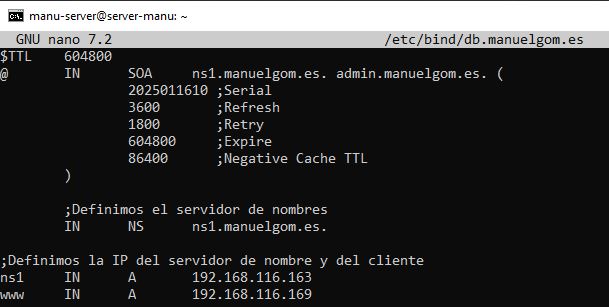 manu-server@server-manu: ~
GNU nano 7.2 /etc/bind/db.manuelgom.es
$TTL 604800
@ IN SOA ns1.manuelgom.es. admin.manuelgom.es. (
2025011610 ;Serial
3600 ;Refresh
1800 ;Retry
604800 ;Expire
86400 ;Negative Cache TTL
)
;Definimos el servidor de nombres
IN NS ns1.manuelgom.es.
;Definimos la IP del servidor de nombre y del cliente
ns1 IN A 192.168.116.163
www IN A 192.168.116.169